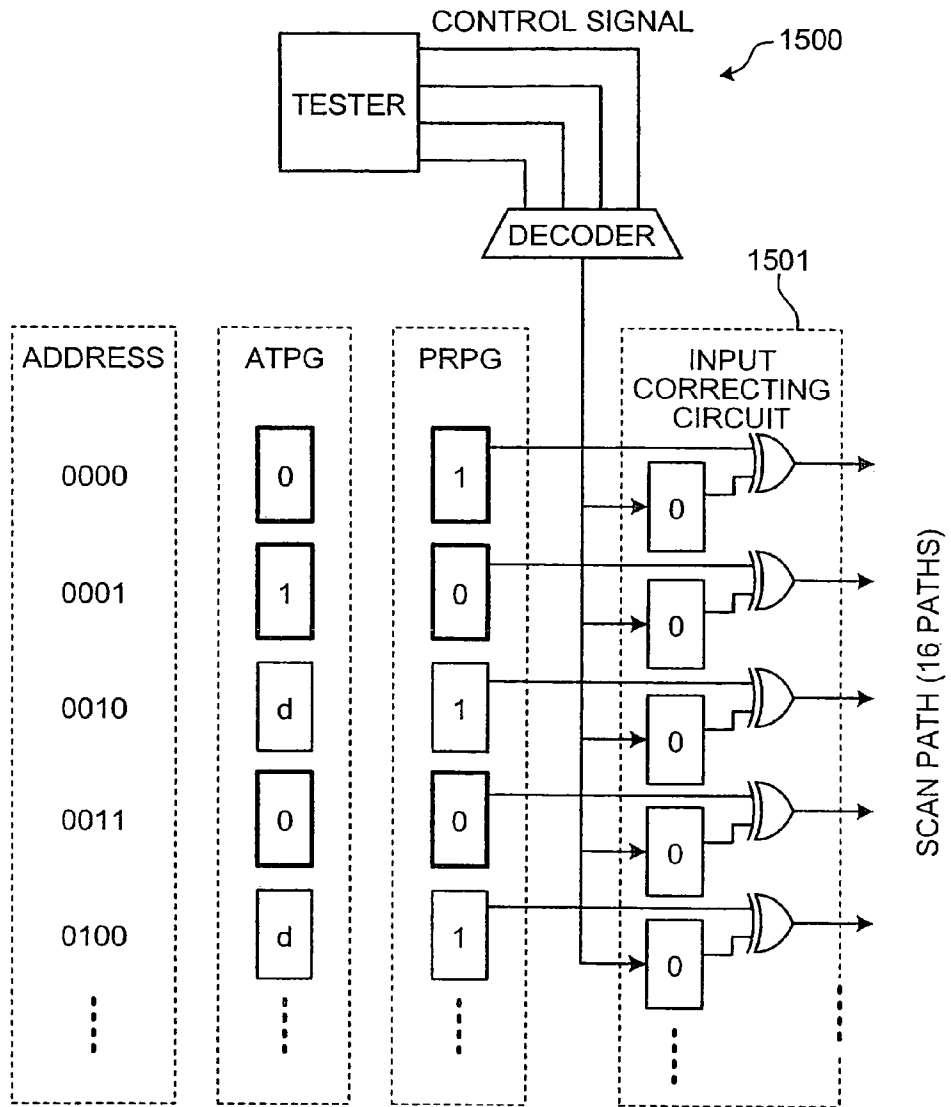 CONTROL SIGNAL
1500
TESTER
DECODER
1501
ADDRESS
ATPG
PRPG
INPUT
CORRECTING
CIRCUIT
0000
0
1
0
0001
1
0
0
0010
d
1
0
0011
0
0
0
0100
d
1
0
SCAN PATH (16 PATHS)